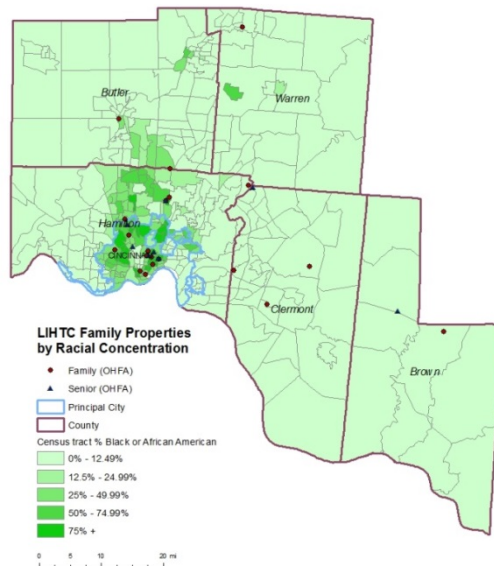 Butler
Warren
Hamilton
CINCINNATI
Clermont
Brown
LIHTC Family Properties
by Racial Concentration
Family (OHFA)
Senior (OHFA)
Principal City
County
Census tract % Black or African American
0% - 12.49%
12.5% - 24.99%
25% - 49.99%
50% - 74.99%
75% +
0 5 10 20 mi